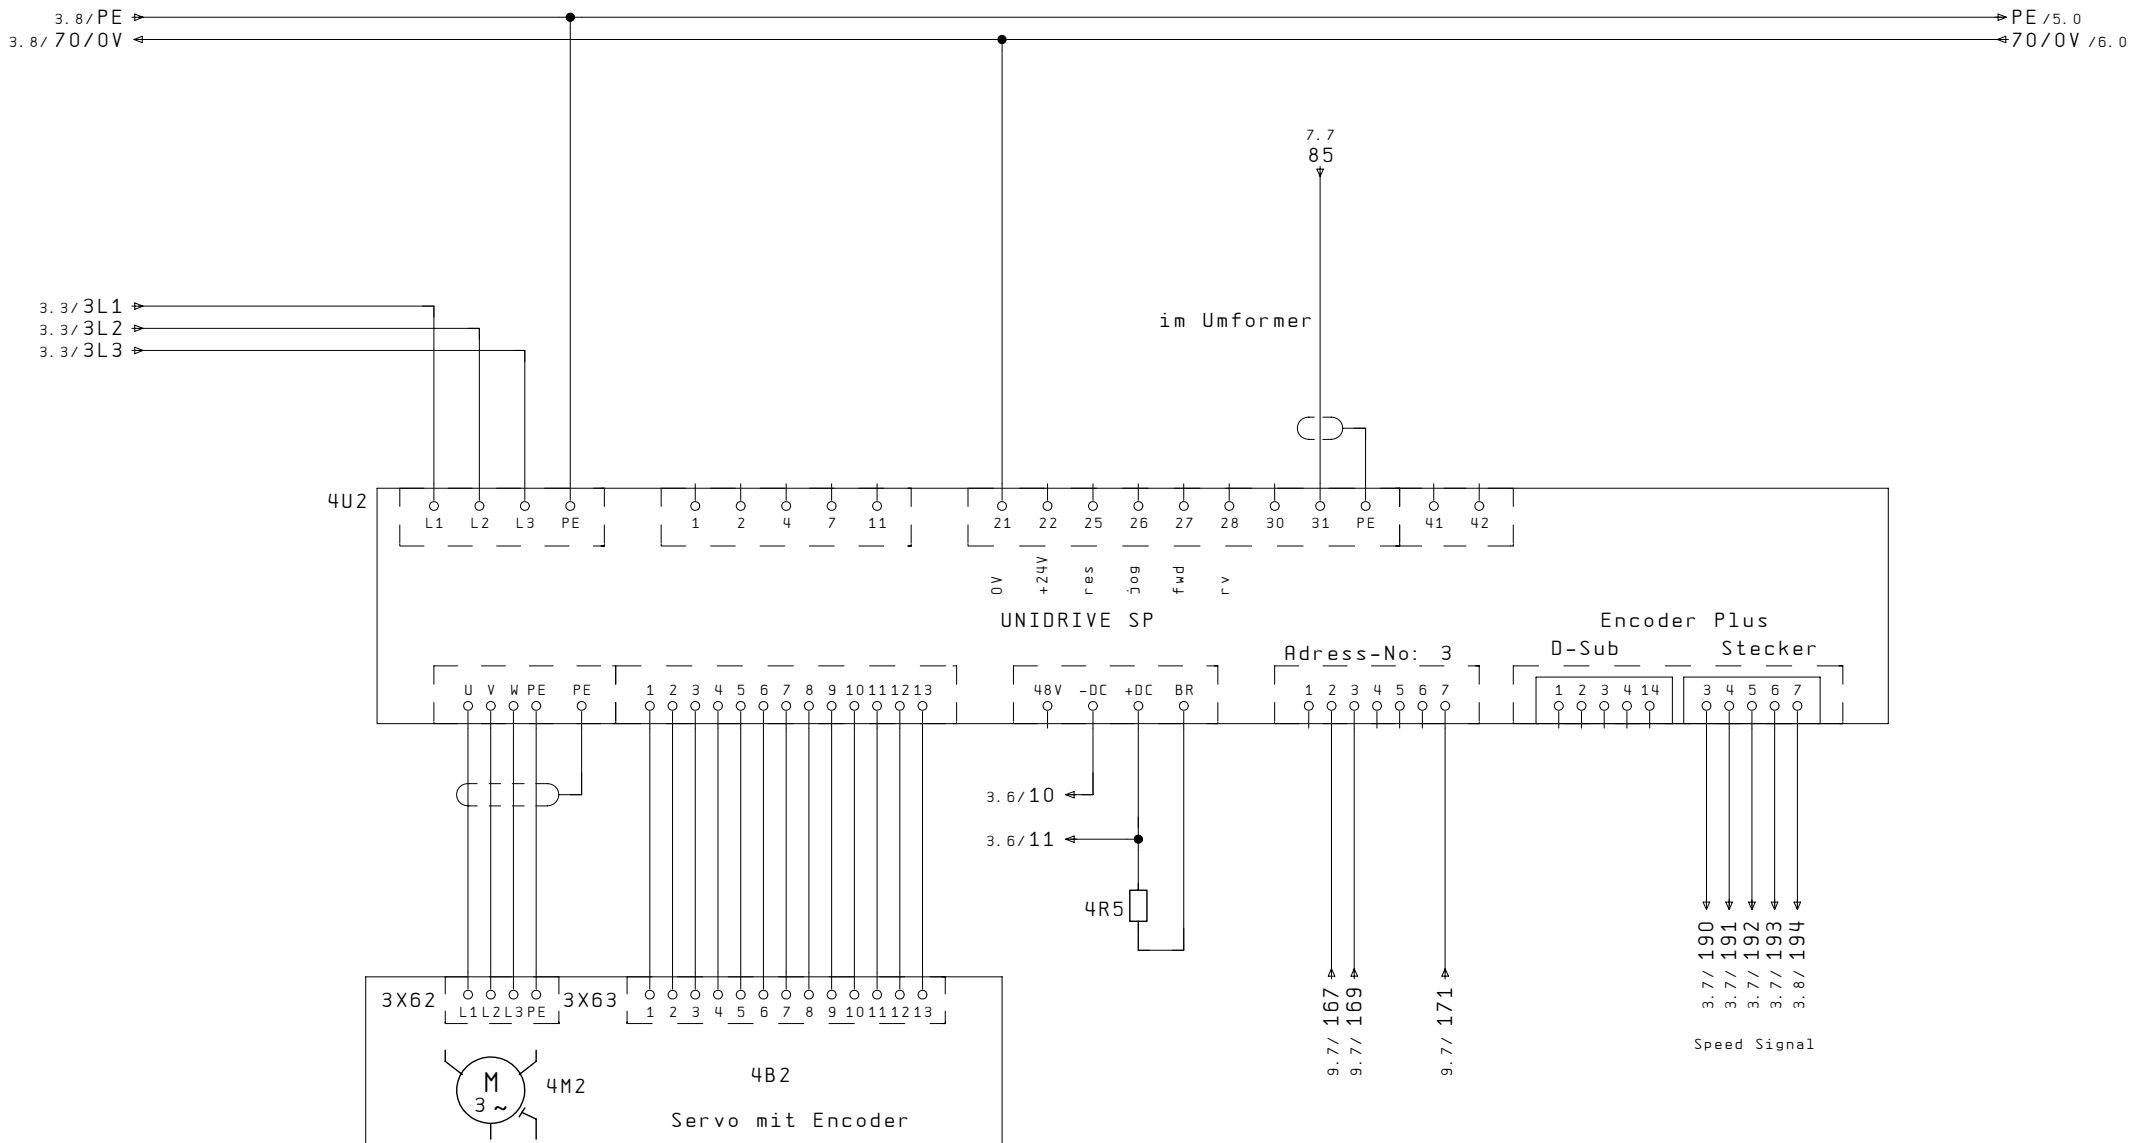 3.8/PE PE/5.0
3.8/70/0V 70/0V/6.0
7.7
85
3.3/3L1
im Umformer
3.3/3L2
3.3/3L3
4U2
L1 L2 L3 PE 1 2 4 7 11 21 22 25 26 27 28 30 31 PE 41 42
0V +24V res jog fwd rv
UNIDRIVE SP
Encoder Plus
Adress-No: 3 D-Sub Stecker
U V W PE PE 1 2 3 4 5 6 7 8 9 10 11 12 13 48V -DC +DC BR 1 2 3 4 5 6 7 1 2 3 4 14 3 4 5 6 7
3.6/10
3.6/11
4R5
3.7/190
3.7/191
3.7/192
3.7/193
3.8/194
9.7/167
9.7/169
9.7/171
3X62 3X63
L1 L2 L3 PE 1 2 3 4 5 6 7 8 9 10 11 12 13
Speed Signal
4B2
M
3 ~
4M2
Servo mit Encoder